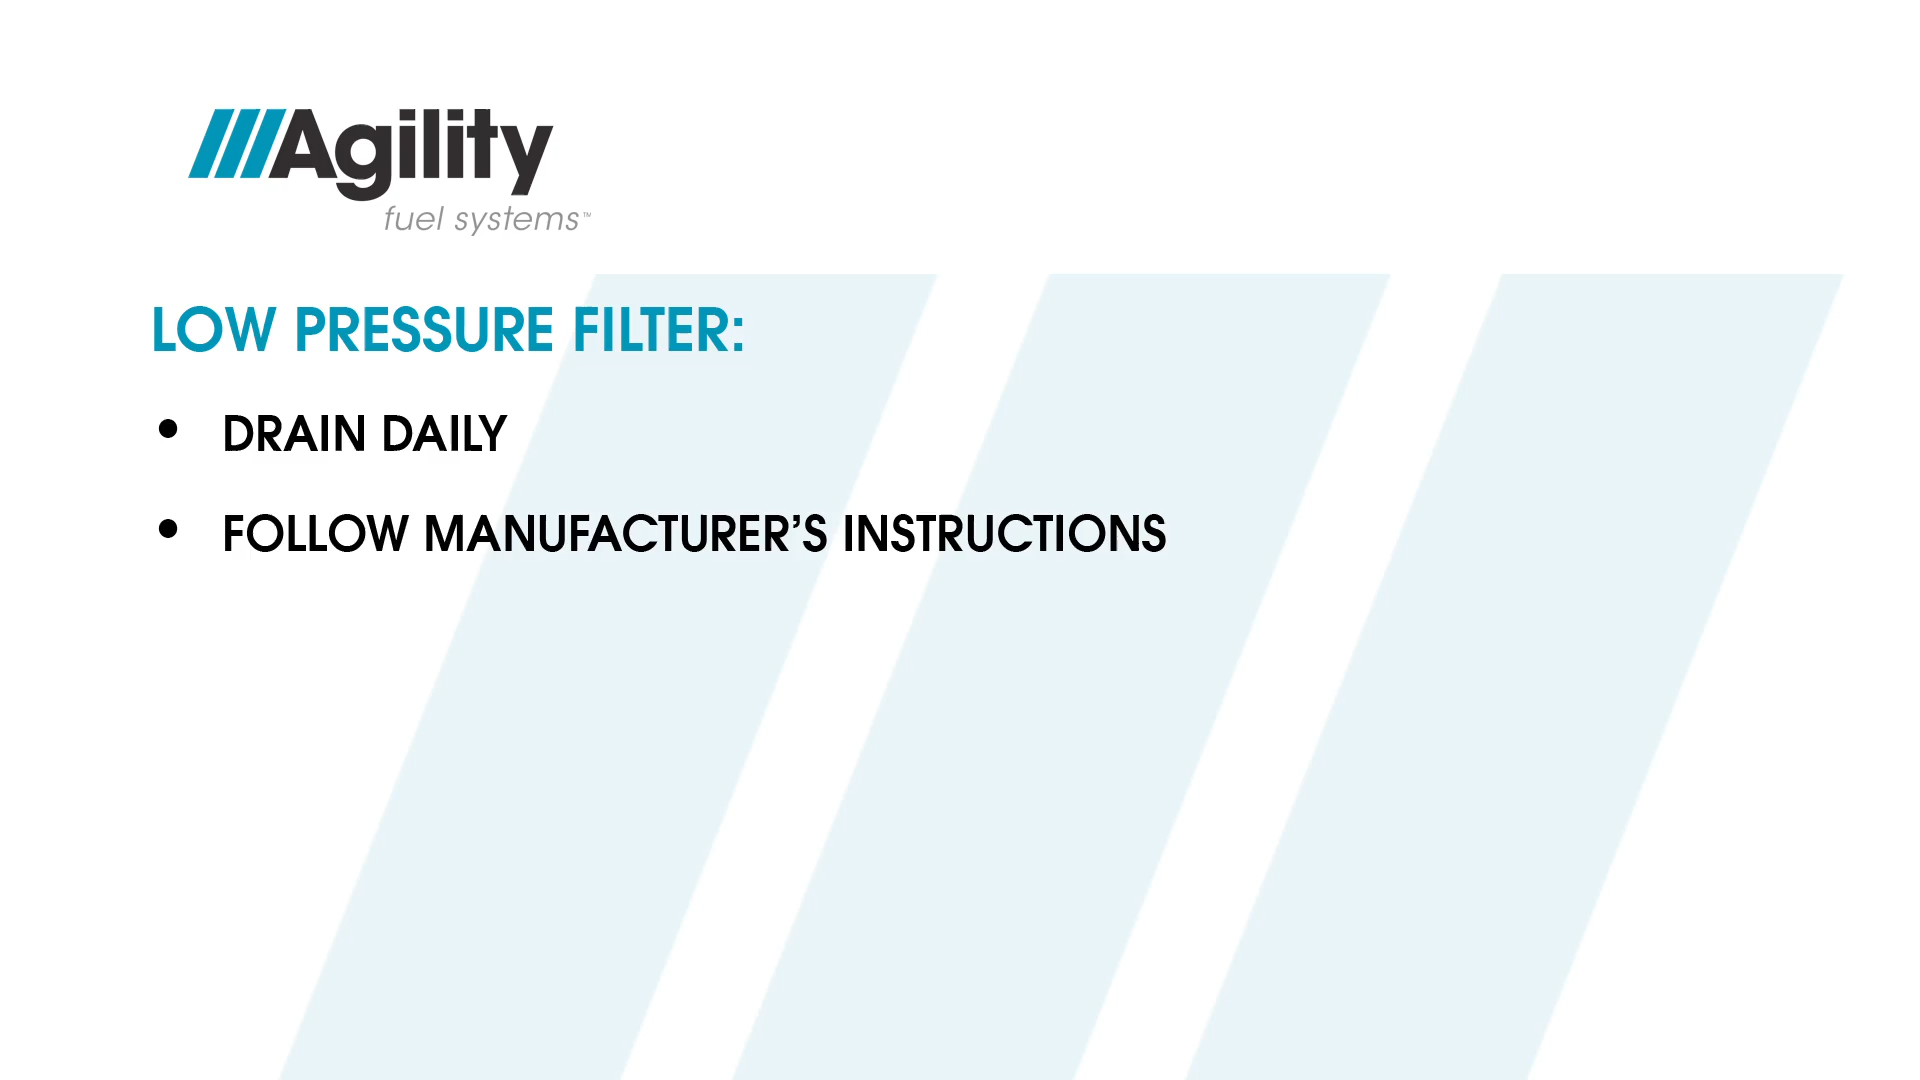 Agility
fuel systems™
LOW PRESSURE FILTER:
• DRAIN DAILY
• FOLLOW MANUFACTURER’S INSTRUCTIONS